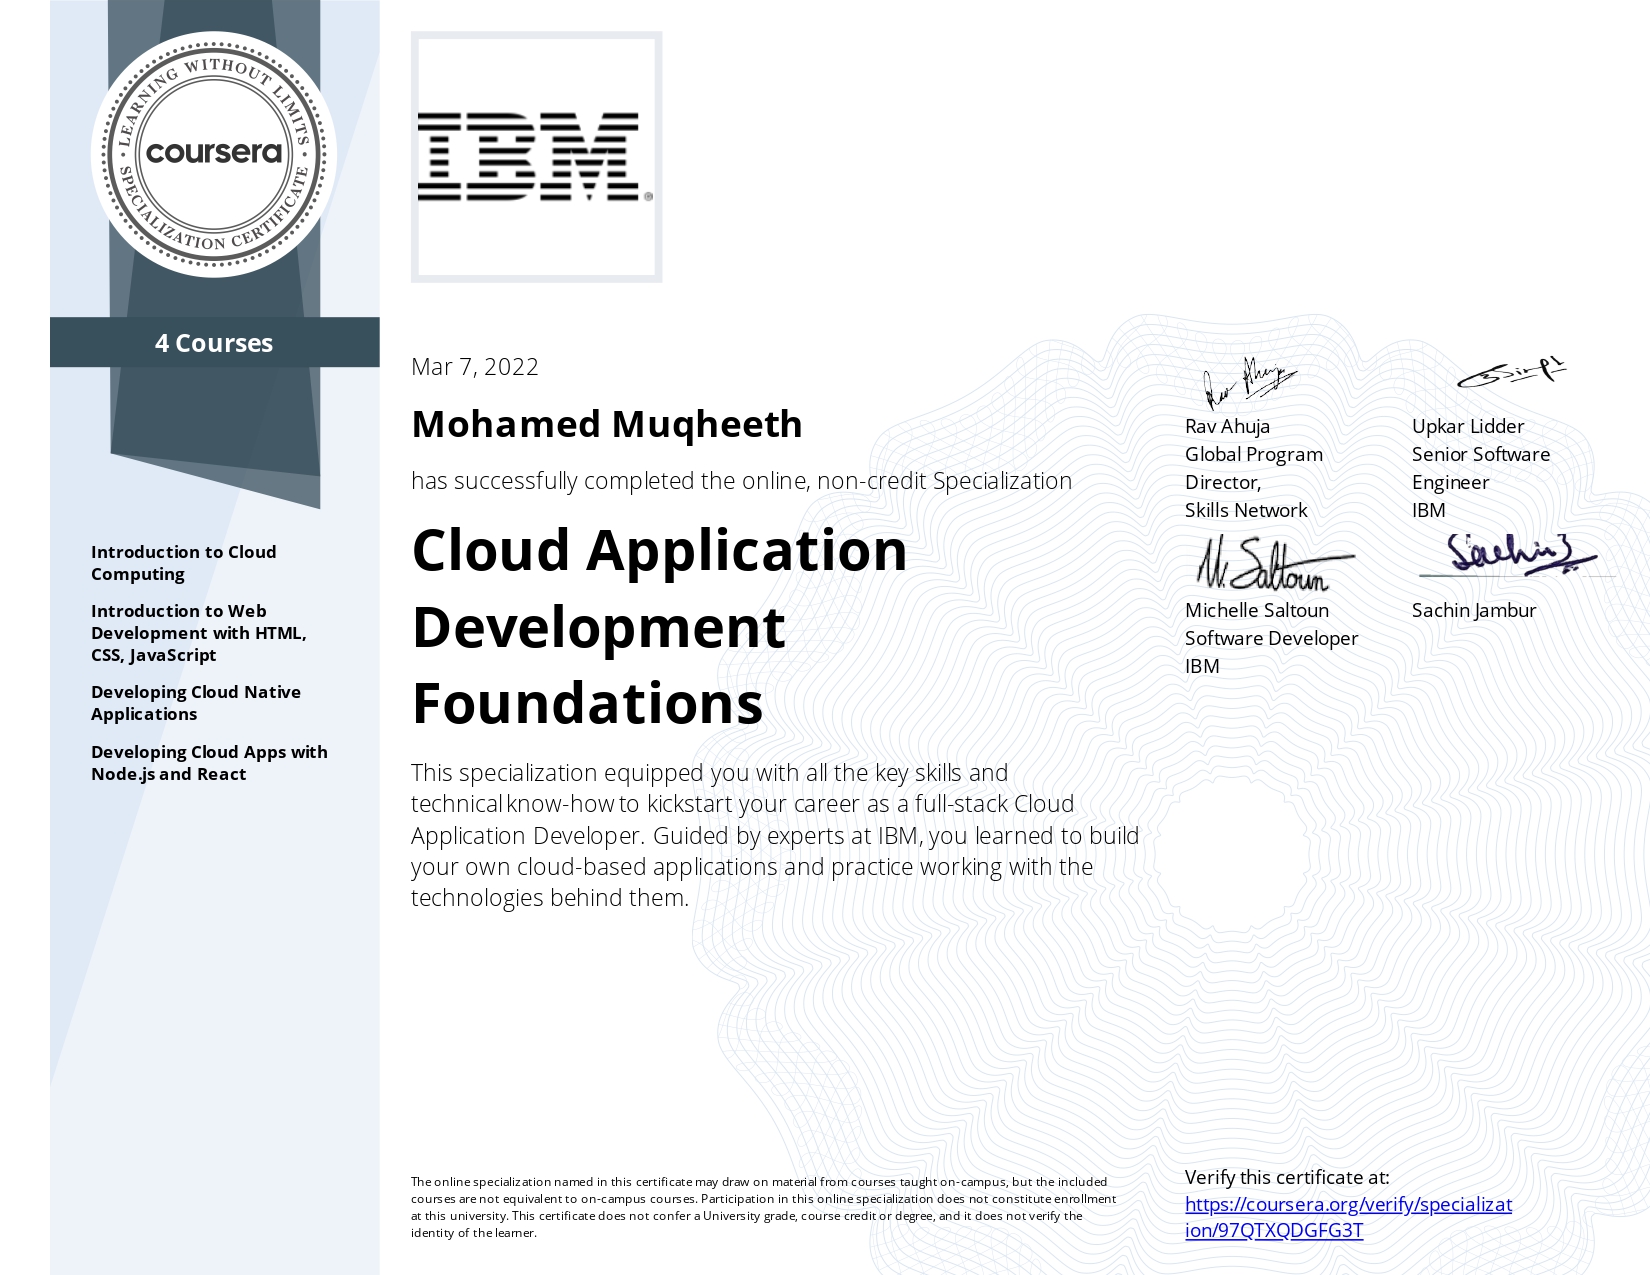 LEARNING WITHOUT LIMITS
coursera
SPECIALIZATION CERTIFICATE
4 Courses
Introduction to Cloud
Computing
Introduction to Web
Development with HTML,
CSS, JavaScript
Developing Cloud Native
Applications
Developing Cloud Apps with
Node.js and React
IBM®
Mar 7, 2022
Mohamed Muqheeth
has successfully completed the online, non-credit Specialization
Cloud Application
Development
Foundations
This specialization equipped you with all the key skills and
technical know-how to kickstart your career as a full-stack Cloud
Application Developer. Guided by experts at IBM, you learned to build
your own cloud-based applications and practice working with the
technologies behind them.
Rav Ahuja
Rav Ahuja
Global Program
Director,
Skills Network
Upkar Lidder
Senior Software
Engineer
IBM
M. Saltoun
Michelle Saltoun
Software Developer
IBM
Sachin J
Sachin Jambur
The online specialization named in this certificate may draw on material from courses taught on-campus, but the included
courses are not equivalent to on-campus courses. Participation in this online specialization does not constitute enrollment
at this university. This certificate does not confer a University grade, course credit or degree, and it does not verify the
identity of the learner.
Verify this certificate at:
https://coursera.org/verify/specializat
ion/97QTXQDGFG3T